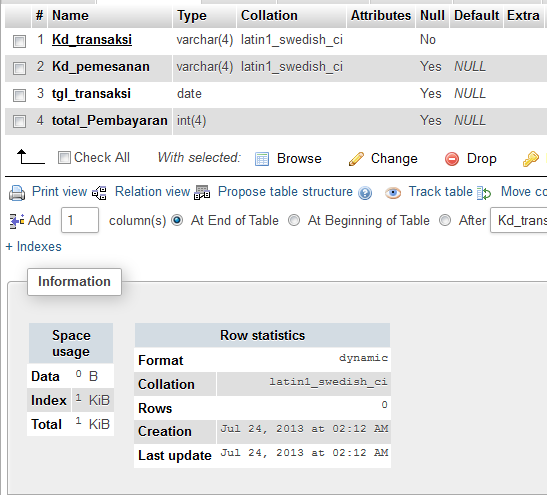 # Name Type Collation Attributes Null Default Extra
1 Kd_transaksi varchar(4) latin1_swedish_ci No
2 Kd_pemesanan varchar(4) latin1_swedish_ci Yes NULL
3 tgl_transaksi date Yes NULL
4 total_Pembayaran int(4) Yes NULL
Check All With selected: Browse Change Drop
Print view Relation view Propose table structure Track table Move co
Add 1 column(s) At End of Table At Beginning of Table After Kd_trans
+ Indexes
Information
Space usage
Data 0 B
Index 1 KiB
Total 1 KiB
Row statistics
Format dynamic
Collation latin1_swedish_ci
Rows 0
Creation Jul 24, 2013 at 02:12 AM
Last update Jul 24, 2013 at 02:12 AM